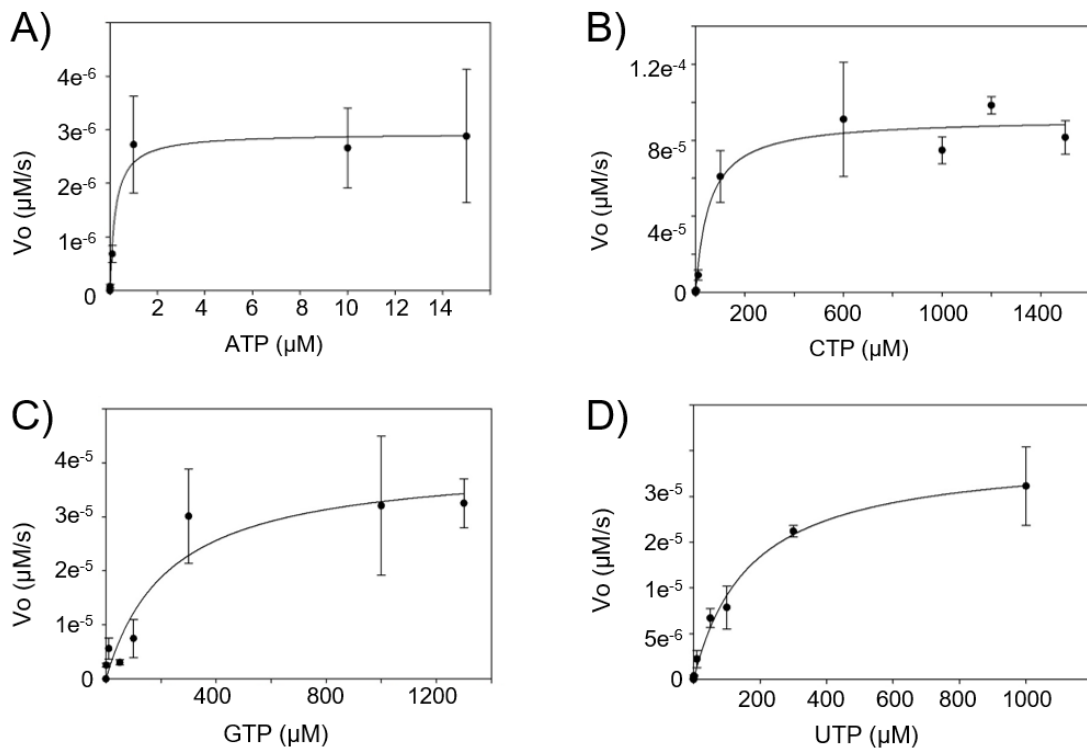 A)
4e-6
3e-6
2e-6
1e-6
0
2 4 6 8 10 12 14
Vo (µM/s)
ATP (µM)
B)
1.2e-4
8e-5
4e-5
0
200 600 1000 1400
Vo (µM/s)
CTP (µM)
C)
4e-5
3e-5
2e-5
1e-5
0
400 800 1200
Vo (µM/s)
GTP (µM)
D)
3e-5
2e-5
1e-5
5e-6
0
200 400 600 800 1000
Vo (µM/s)
UTP (µM)